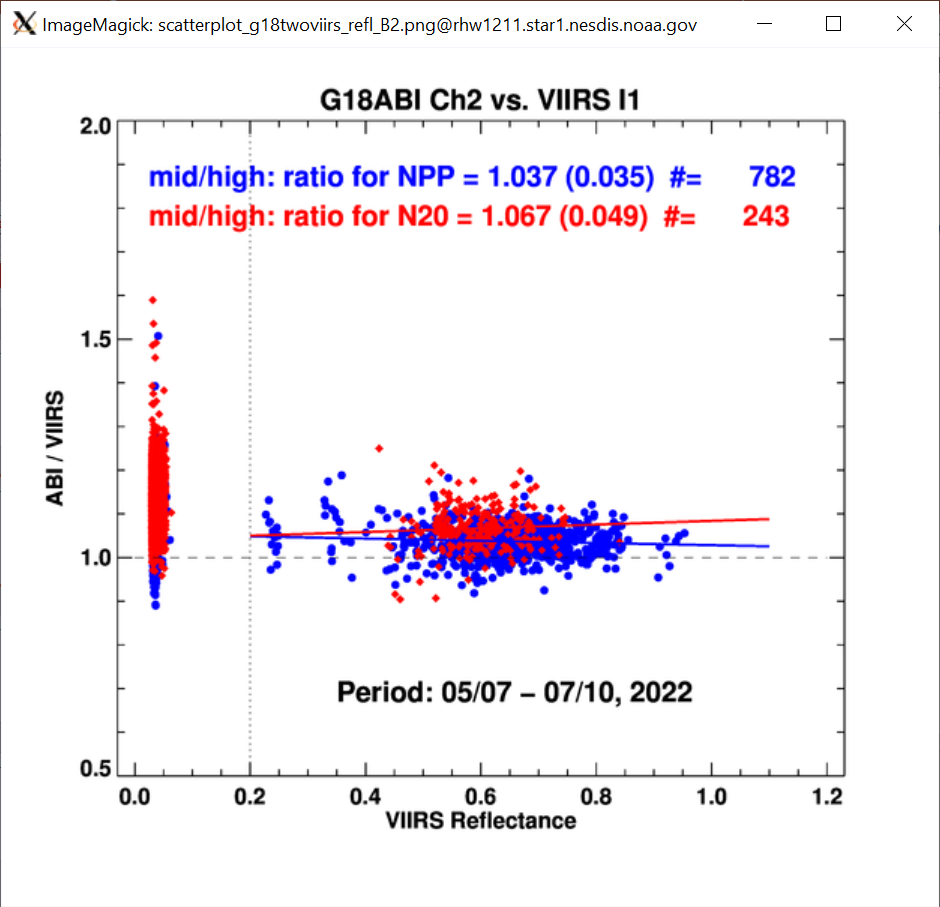 ImageMagick: scatterplot_g18twoviirs_refl_B2.png@rhw1211.star1.nesdis.noaa.gov
G18ABI Ch2 vs. VIIRS I1
2.0
mid/high: ratio for NPP = 1.037 (0.035) #= 782
mid/high: ratio for N20 = 1.067 (0.049) #= 243
1.5
ABI / VIIRS
1.0
Period: 05/07 − 07/10, 2022
0.5
0.0 0.2 0.4 0.6 0.8 1.0 1.2
VIIRS Reflectance